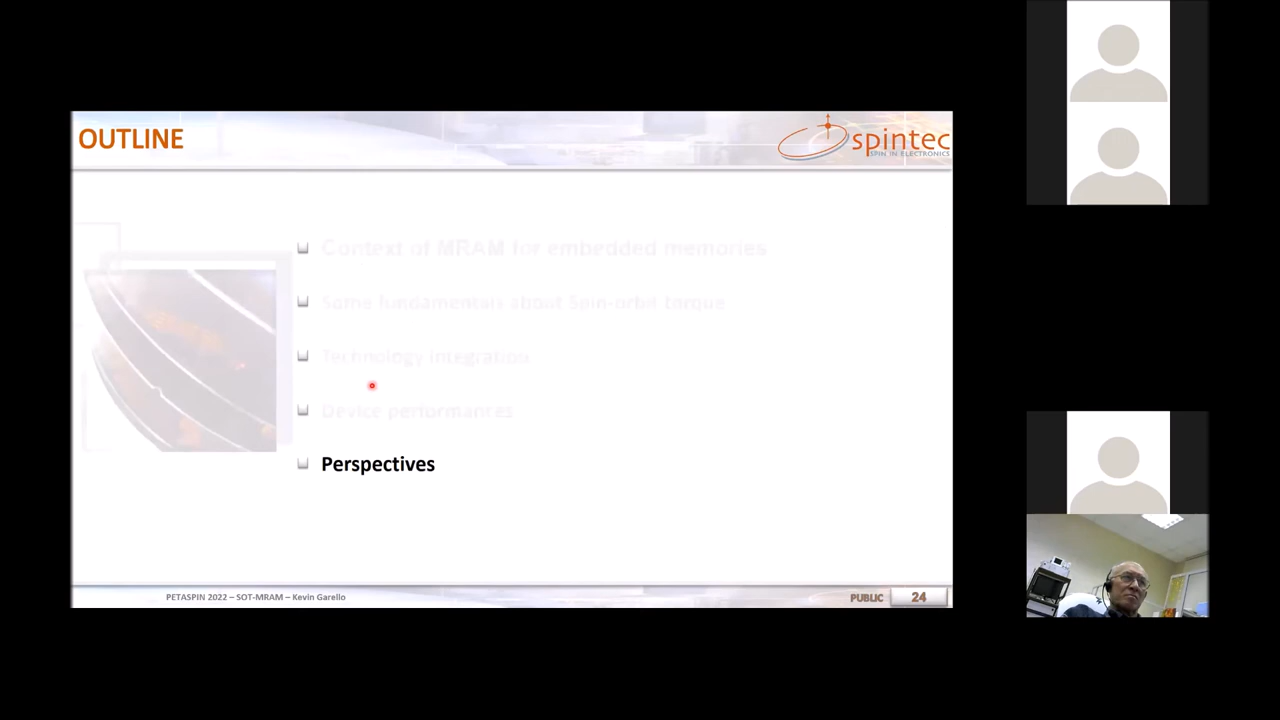 OUTLINE
spintec
SPIN IN ELECTRONICS
Context of MRAM for embedded memories
Some fundamentals about Spin-orbit torque
Technology integration
Device performances
Perspectives
PETASPIN 2022 – SOT-MRAM – Kevin Garello
PUBLIC
24